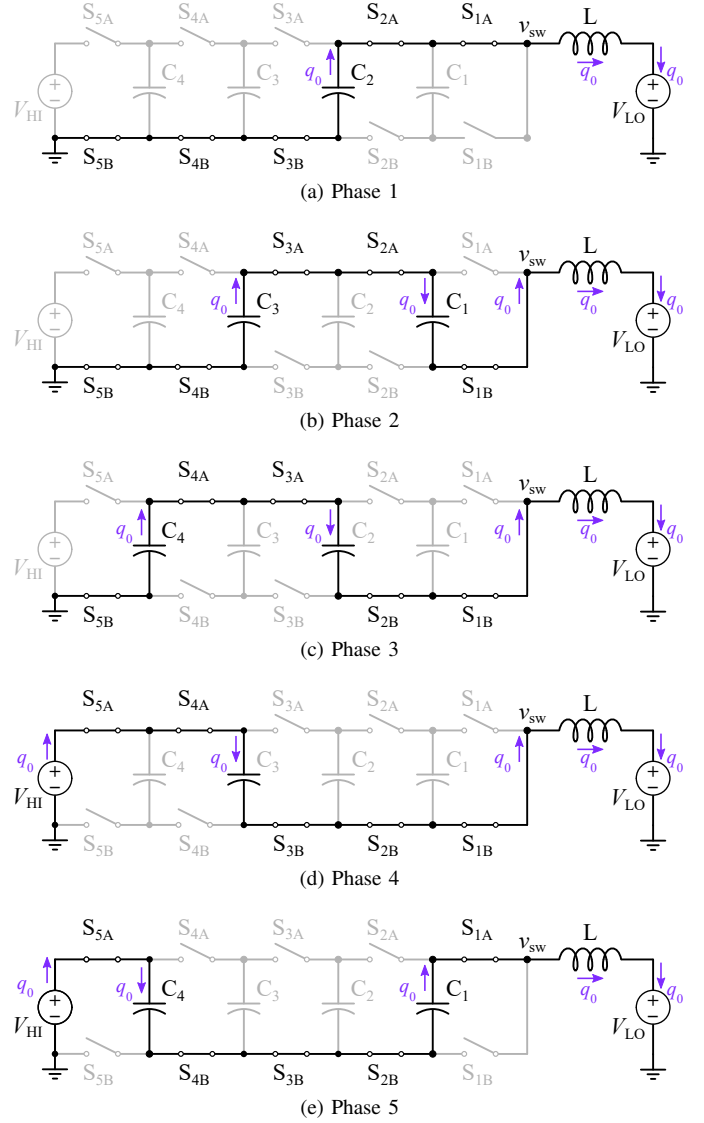 S5A S4A S3A S2A S1A vsw L
q0 C2 C4 C3 C1 q0 q0
VHI VLO
S5B S4B S3B S2B S1B
(a) Phase 1
S5A S4A S3A S2A S1A vsw L
q0 C3 q0 C1 q0 C4 C2 q0 q0
VHI VLO
S5B S4B S3B S2B S1B
(b) Phase 2
S5A S4A S3A S2A S1A vsw L
q0 C4 C3 q0 C2 C1 q0 q0 q0
VHI VLO
S5B S4B S3B S2B S1B
(c) Phase 3
S5A S4A S3A S2A S1A vsw L
q0 C4 q0 C3 C2 C1 q0 q0 q0
VHI VLO
S5B S4B S3B S2B S1B
(d) Phase 4
S5A S4A S3A S2A S1A vsw L
q0 q0 C4 C3 C2 q0 C1 q0 q0
VHI VLO
S5B S4B S3B S2B S1B
(e) Phase 5